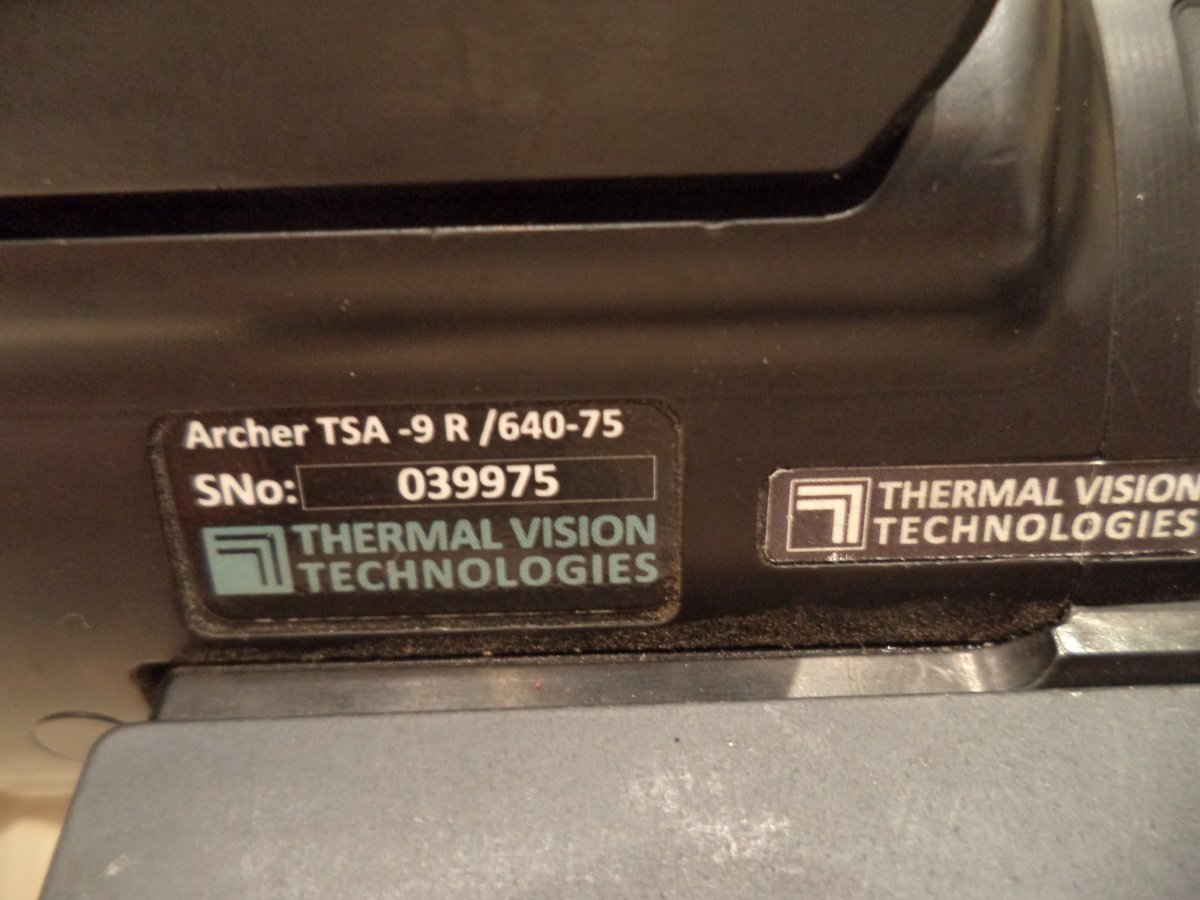 Archer TSA -9 R /640-75
SNo: 039975
THERMAL VISION
TECHNOLOGIES
THERMAL VISION
TECHNOLOGIES